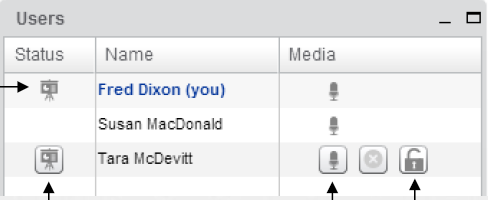 Users
Status Name Media
Fred Dixon (you)
Susan MacDonald
Tara McDevitt